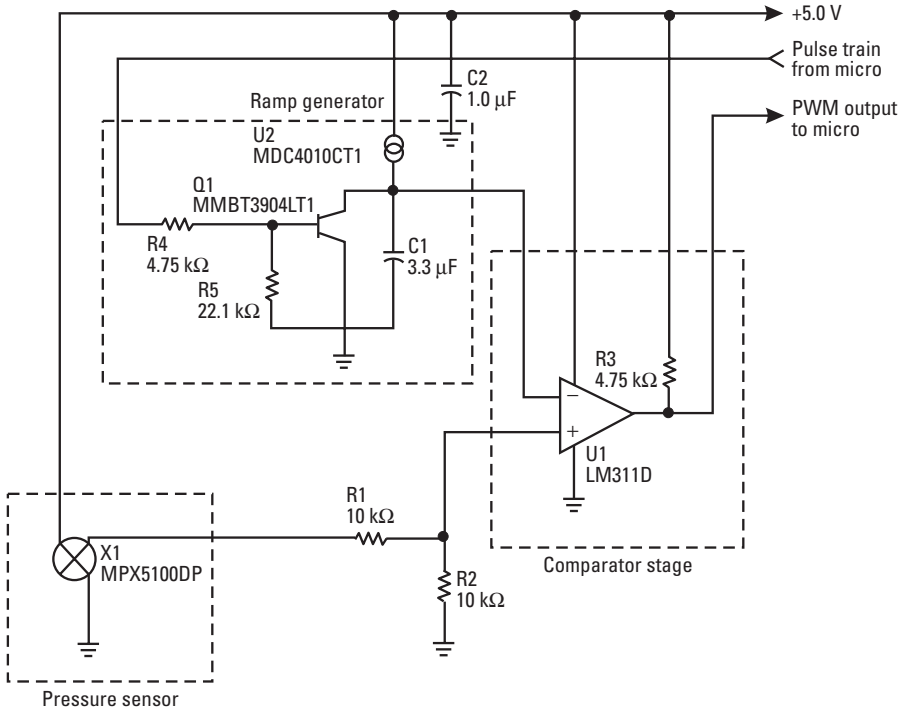 +5.0 V
Pulse train
from micro
C2
1.0 μF
PWM output
to micro
Ramp generator
U2
MDC4010CT1
Q1
MMBT3904LT1
R4
4.75 kΩ
C1
3.3 μF
R5
22.1 kΩ
R3
4.75 kΩ
−
+
U1
LM311D
R1
10 kΩ
X1
MPX5100DP
R2
10 kΩ
Comparator stage
Pressure sensor